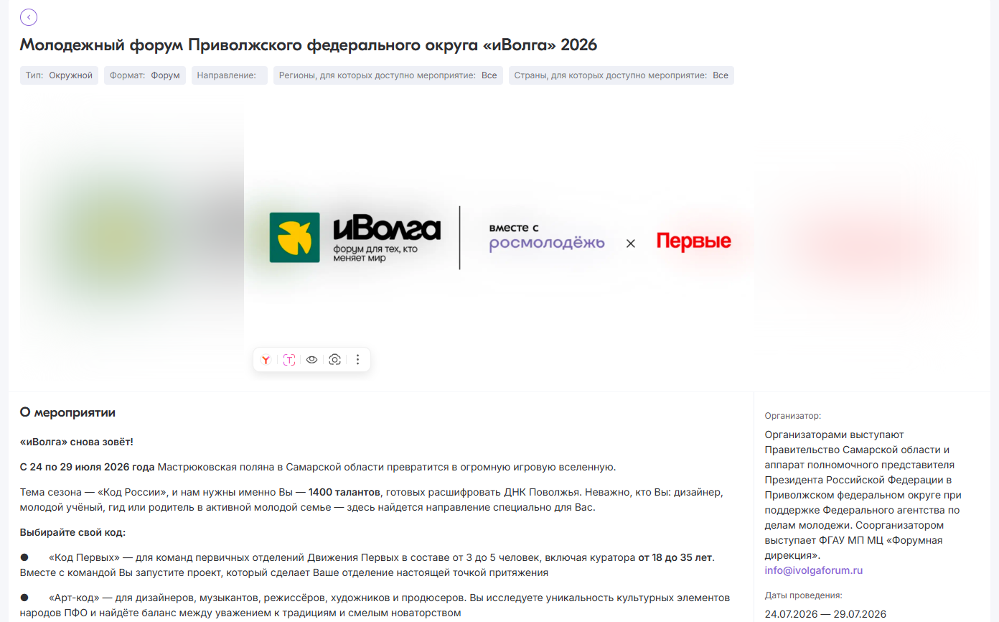 Молодежный форум Приволжского федерального округа «иВолга» 2026
Тип: Окружной
Формат: Форум
Направление:
Регионы, для которых доступно мероприятие: Все
Страны, для которых доступно мероприятие: Все
иВолга
форум для тех, кто
меняет мир
вместе с
росмолодёжь
×
Первые
О мероприятии
«иВолга» снова зовёт!
С 24 по 29 июля 2026 года Мастрюковская поляна в Самарской области превратится в огромную игровую вселенную.
Тема сезона — «Код России», и нам нужны именно Вы — 1400 талантов, готовых расшифровать ДНК Поволжья. Неважно, кто Вы: дизайнер,
молодой учёный, гид или родитель в активной молодой семье — здесь найдется направление специально для Вас.
Выбирайте свой код:
● «Код Первых» — для команд первичных отделений Движения Первых в составе от 3 до 5 человек, включая куратора от 18 до 35 лет.
Вместе с командой Вы запустите проект, который сделает Ваше отделение настоящей точкой притяжения
● «Арт-код» — для дизайнеров, музыкантов, режиссёров, художников и продюсеров. Вы исследуете уникальность культурных элементов
народов ПФО и найдёте баланс между уважением к традициям и смелым новаторством
Организатор:
Организаторами выступают
Правительство Самарской области и
аппарат полномочного представителя
Президента Российской Федерации в
Приволжском федеральном округе при
поддержке Федерального агентства по
делам молодежи. Соорганизатором
выступает ФГАУ МП МЦ «Форумная
дирекция».
info@ivolgaforum.ru
Даты проведения:
24.07.2026 — 29.07.2026